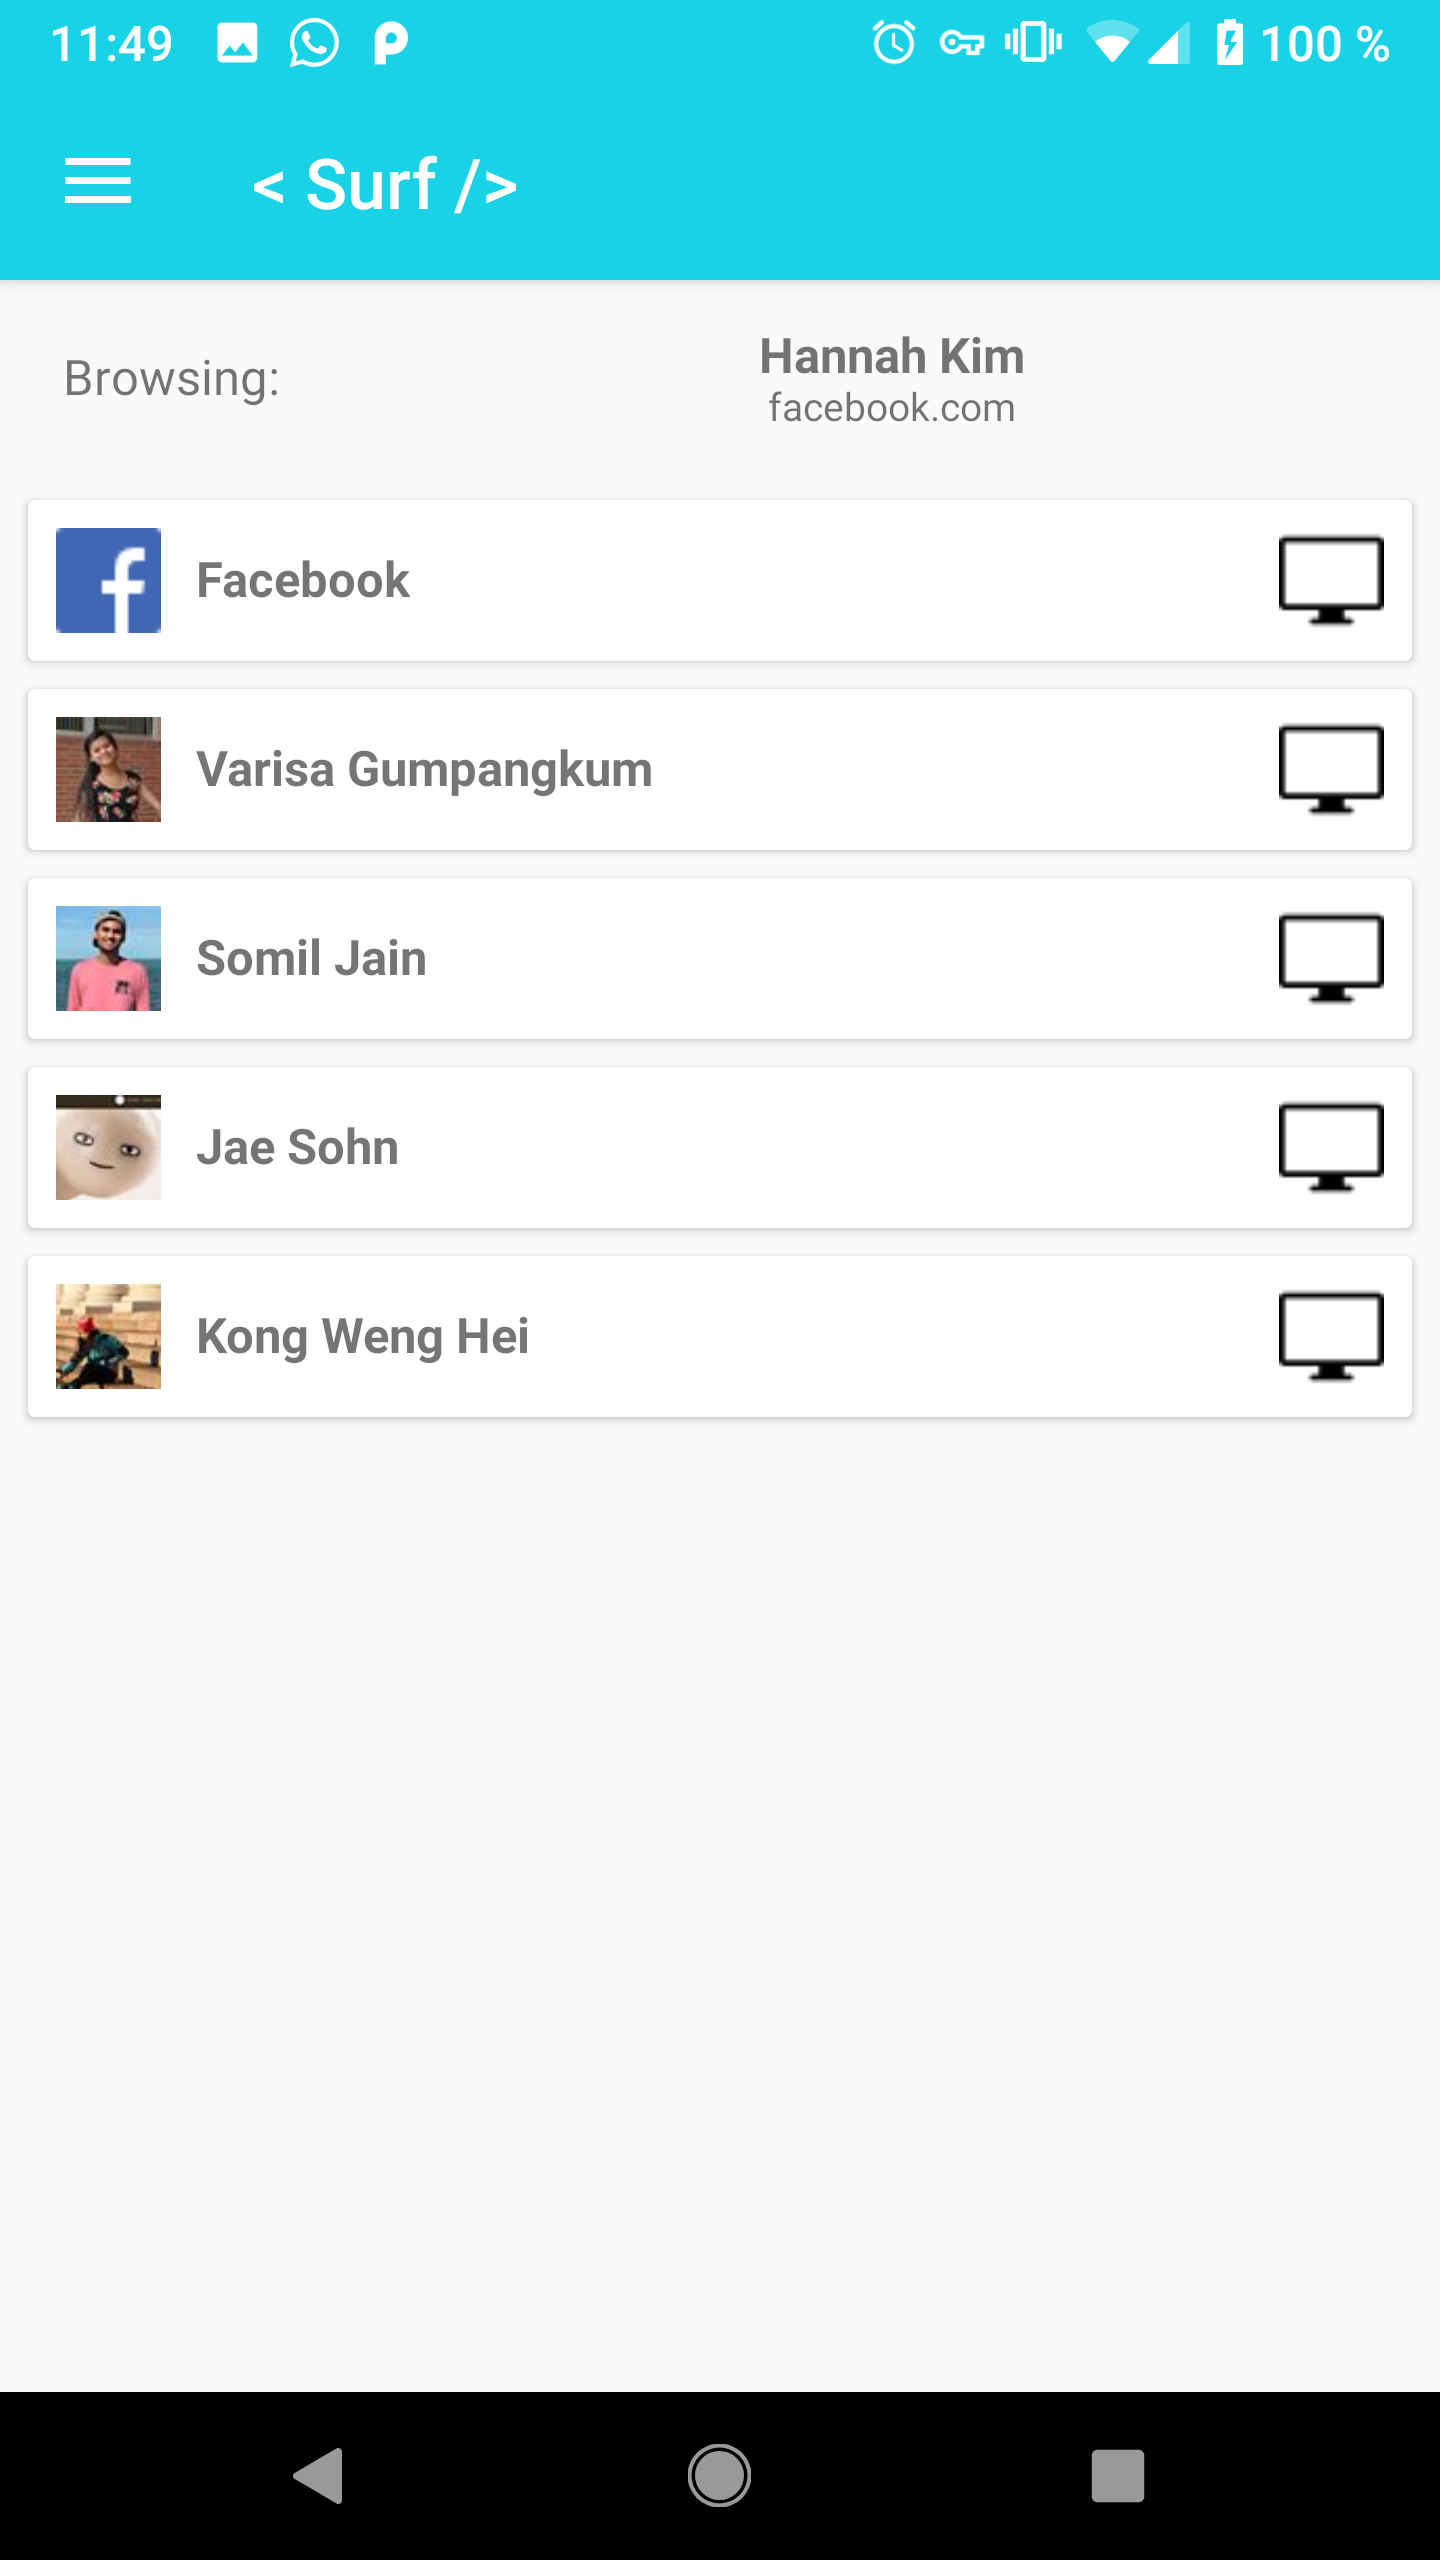 11:49
100 %
< Surf />
Browsing:
Hannah Kim
facebook.com
Facebook
Varisa Gumpangkum
Somil Jain
Jae Sohn
Kong Weng Hei